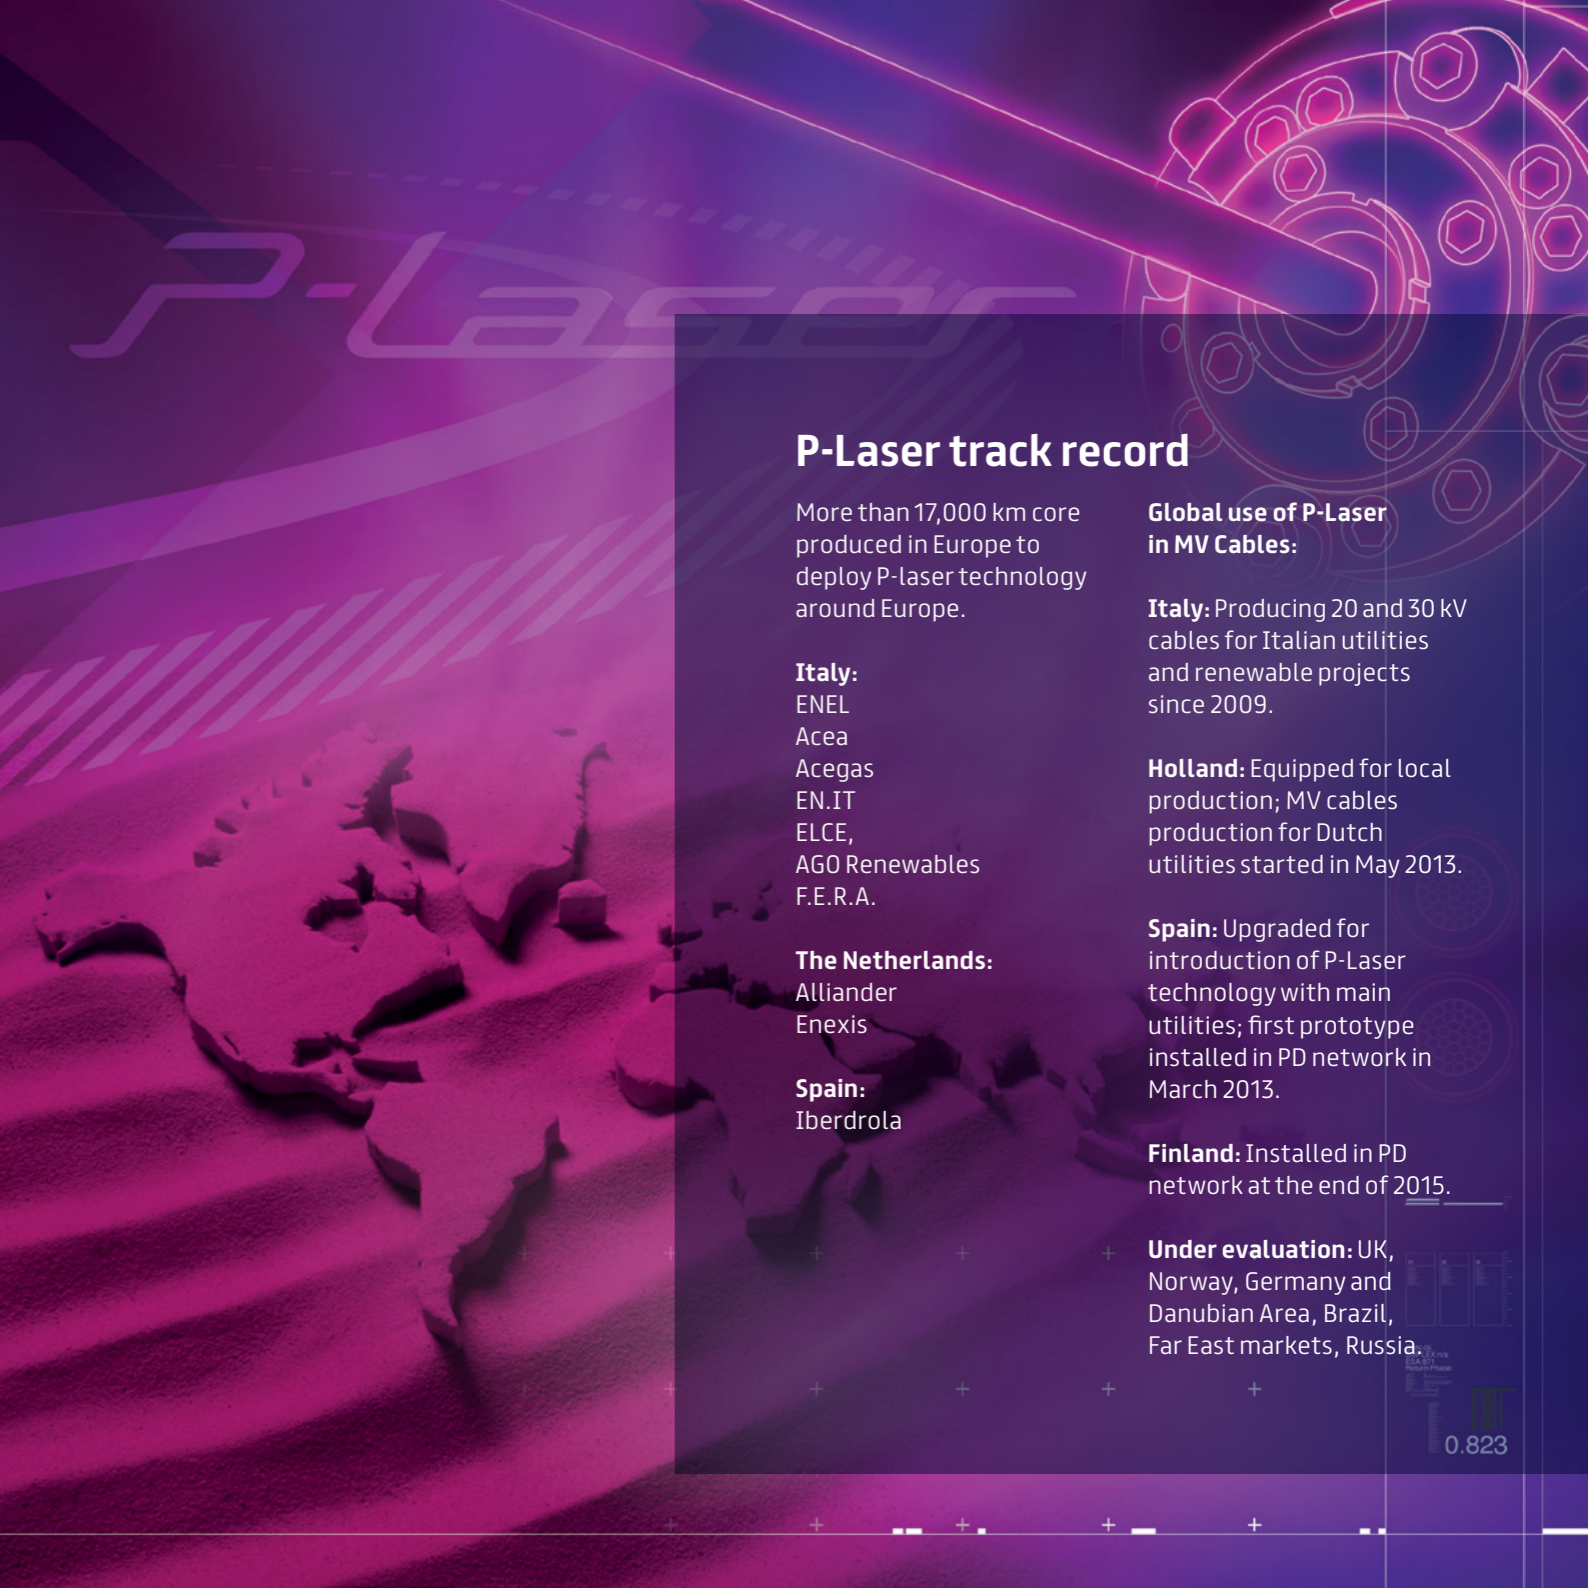 P-Laser
P-Laser track record
More than 17,000 km core
produced in Europe to
deploy P-laser technology
around Europe.
Italy:
ENEL
Acea
Acegas
EN.IT
ELCE,
AGO Renewables
F.E.R.A.
The Netherlands:
Alliander
Enexis
Spain:
Iberdrola
Global use of P-Laser
in MV Cables:
Italy: Producing 20 and 30 kV
cables for Italian utilities
and renewable projects
since 2009.
Holland: Equipped for local
production; MV cables
production for Dutch
utilities started in May 2013.
Spain: Upgraded for
introduction of P-Laser
technology with main
utilities; first prototype
installed in PD network in
March 2013.
Finland: Installed in PD
network at the end of 2015.
Under evaluation: UK,
Norway, Germany and
Danubian Area, Brazil,
Far East markets, Russia.
ESA 871
Return Phase
0.823